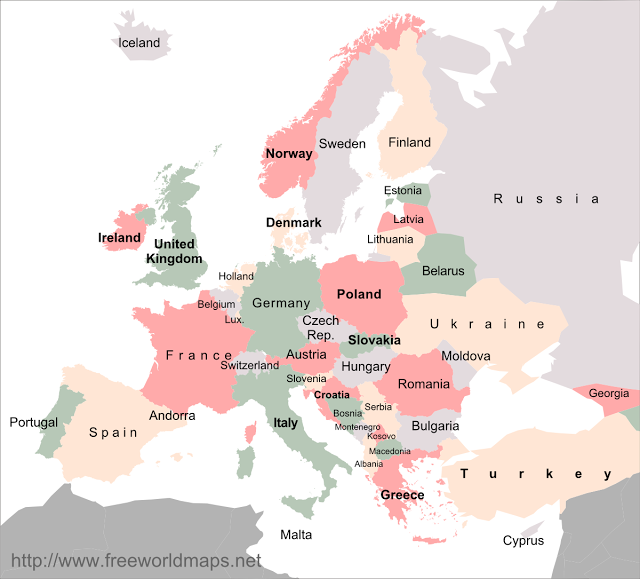 Iceland
Norway
Sweden
Finland
Russia
Estonia
Latvia
Denmark
Lithuania
Ireland
United
Kingdom
Belarus
Holland
Poland
Belgium
Germany
Lux.
Czech
Rep.
Ukraine
Slovakia
France
Austria
Moldova
Switzerland
Hungary
Slovenia
Romania
Georgia
Croatia
Andorra
Serbia
Bosnia
Portugal
Italy
Montenegro
Bulgaria
Spain
Kosovo
Macedonia
Albania
Turkey
Greece
Malta
Cyprus
http://www.freeworldmaps.net